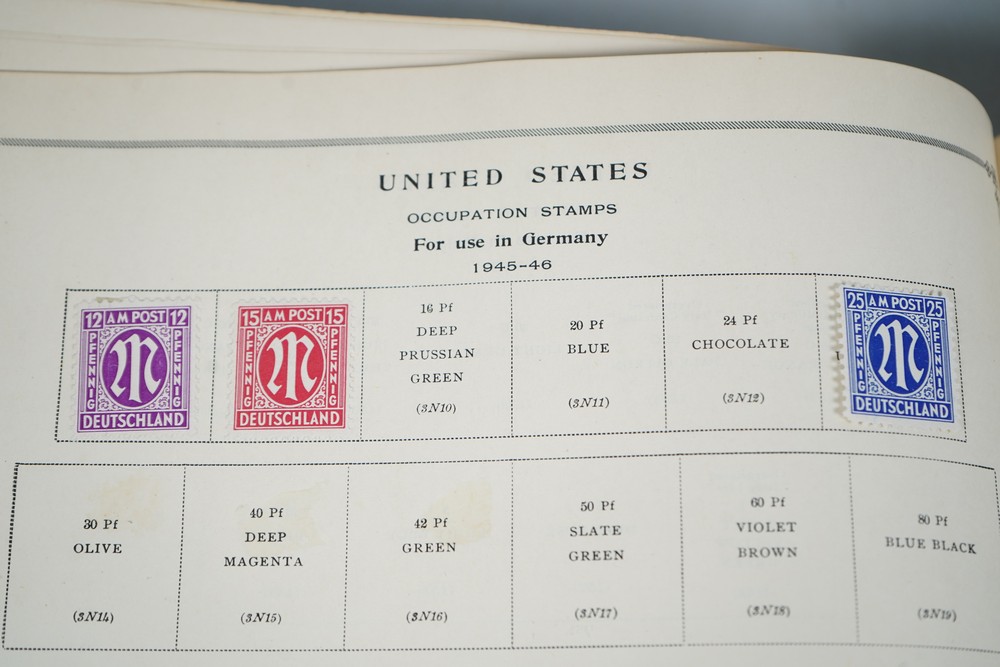 UNITED STATES
OCCUPATION STAMPS
For use in Germany
1945-46
12 AM POST 12
PFENNIG
M
PFENNIG
DEUTSCHLAND
15 AM POST 15
PFENNIG
M
PFENNIG
DEUTSCHLAND
16 Pf
DEEP
PRUSSIAN
GREEN
(3N10)
20 Pf
BLUE
(3N11)
24 Pf
CHOCOLATE
(3N12)
25 AM POST 25
PFENNIG
M
PFENNIG
DEUTSCHLAND
30 Pf
OLIVE
(3N14)
40 Pf
DEEP
MAGENTA
(3N15)
42 Pf
GREEN
(3N16)
50 Pf
SLATE
GREEN
(3N17)
60 Pf
VIOLET
BROWN
(3N18)
80 Pf
BLUE BLACK
(3N19)